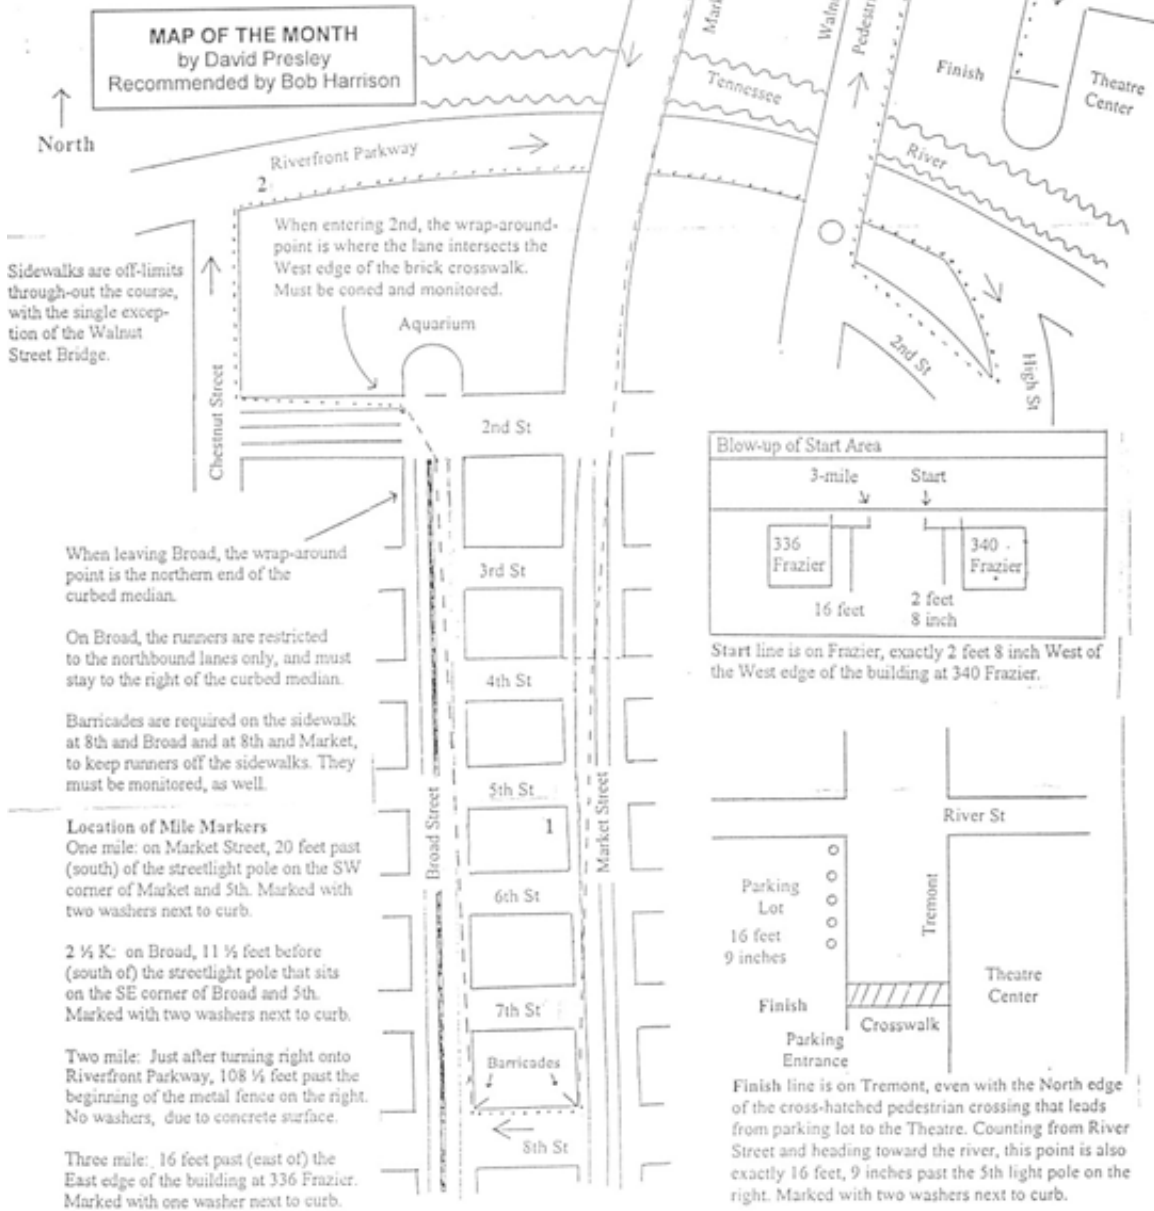 MAP OF THE MONTH
by David Presley
Recommended by Bob Harrison
North
Riverfront Parkway
2
Tennessee
River
Finish
Theatre
Center
When entering 2nd, the wrap-around-
point is where the lane intersects the
West edge of the brick crosswalk.
Must be coned and monitored.
Sidewalks are off-limits
through-out the course,
with the single excep-
tion of the Walnut
Street Bridge.
Aquarium
Chestnut Street
2nd St
2nd St
High St
When leaving Broad, the wrap-around
point is the northern end of the
curbed median.
On Broad, the runners are restricted
to the northbound lanes only, and must
stay to the right of the curbed median.
Barricades are required on the sidewalk
at 8th and Broad and at 8th and Market,
to keep runners off the sidewalks. They
must be monitored, as well.
Location of Mile Markers
One mile: on Market Street, 20 feet past
(south) of the streetlight pole on the SW
corner of Market and 5th. Marked with
two washers next to curb.
2 ½ K: on Broad, 11 ½ feet before
(south of) the streetlight pole that sits
on the SE corner of Broad and 5th.
Marked with two washers next to curb.
Two mile: Just after turning right onto
Riverfront Parkway, 108 ½ feet past the
beginning of the metal fence on the right.
No washers, due to concrete surface.
Three mile: 16 feet past (east of) the
East edge of the building at 336 Frazier.
Marked with one washer next to curb.
3rd St
4th St
5th St
1
6th St
7th St
Barricades
8th St
Broad Street
Market Street
Blow-up of Start Area
3-mile
Start
336
Frazier
340
Frazier
16 feet
2 feet
8 inch
Start line is on Frazier, exactly 2 feet 8 inch West of
the West edge of the building at 340 Frazier.
River St
Parking
Lot
16 feet
9 inches
Tremont
Theatre
Center
Finish
Crosswalk
Parking
Entrance
Finish line is on Tremont, even with the North edge
of the cross-hatched pedestrian crossing that leads
from parking lot to the Theatre. Counting from River
Street and heading toward the river, this point is also
exactly 16 feet, 9 inches past the 5th light pole on the
right. Marked with two washers next to curb.